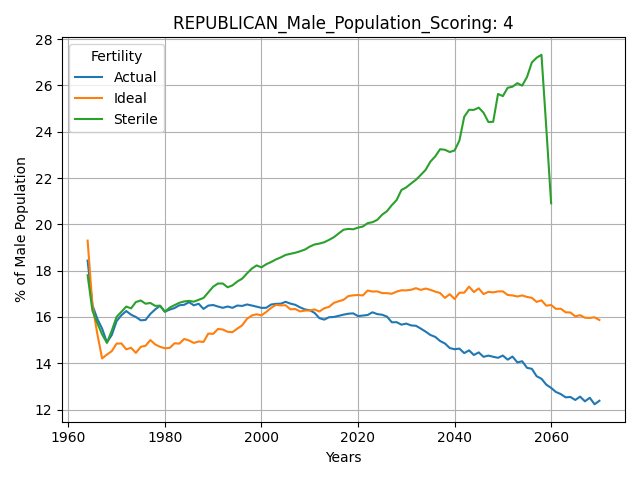 REPUBLICAN_Male_Population_Scoring: 4
28
26
24
22
20
18
16
14
12
% of Male Population
Fertility
Actual
Ideal
Sterile
1960 1980 2000 2020 2040 2060
Years